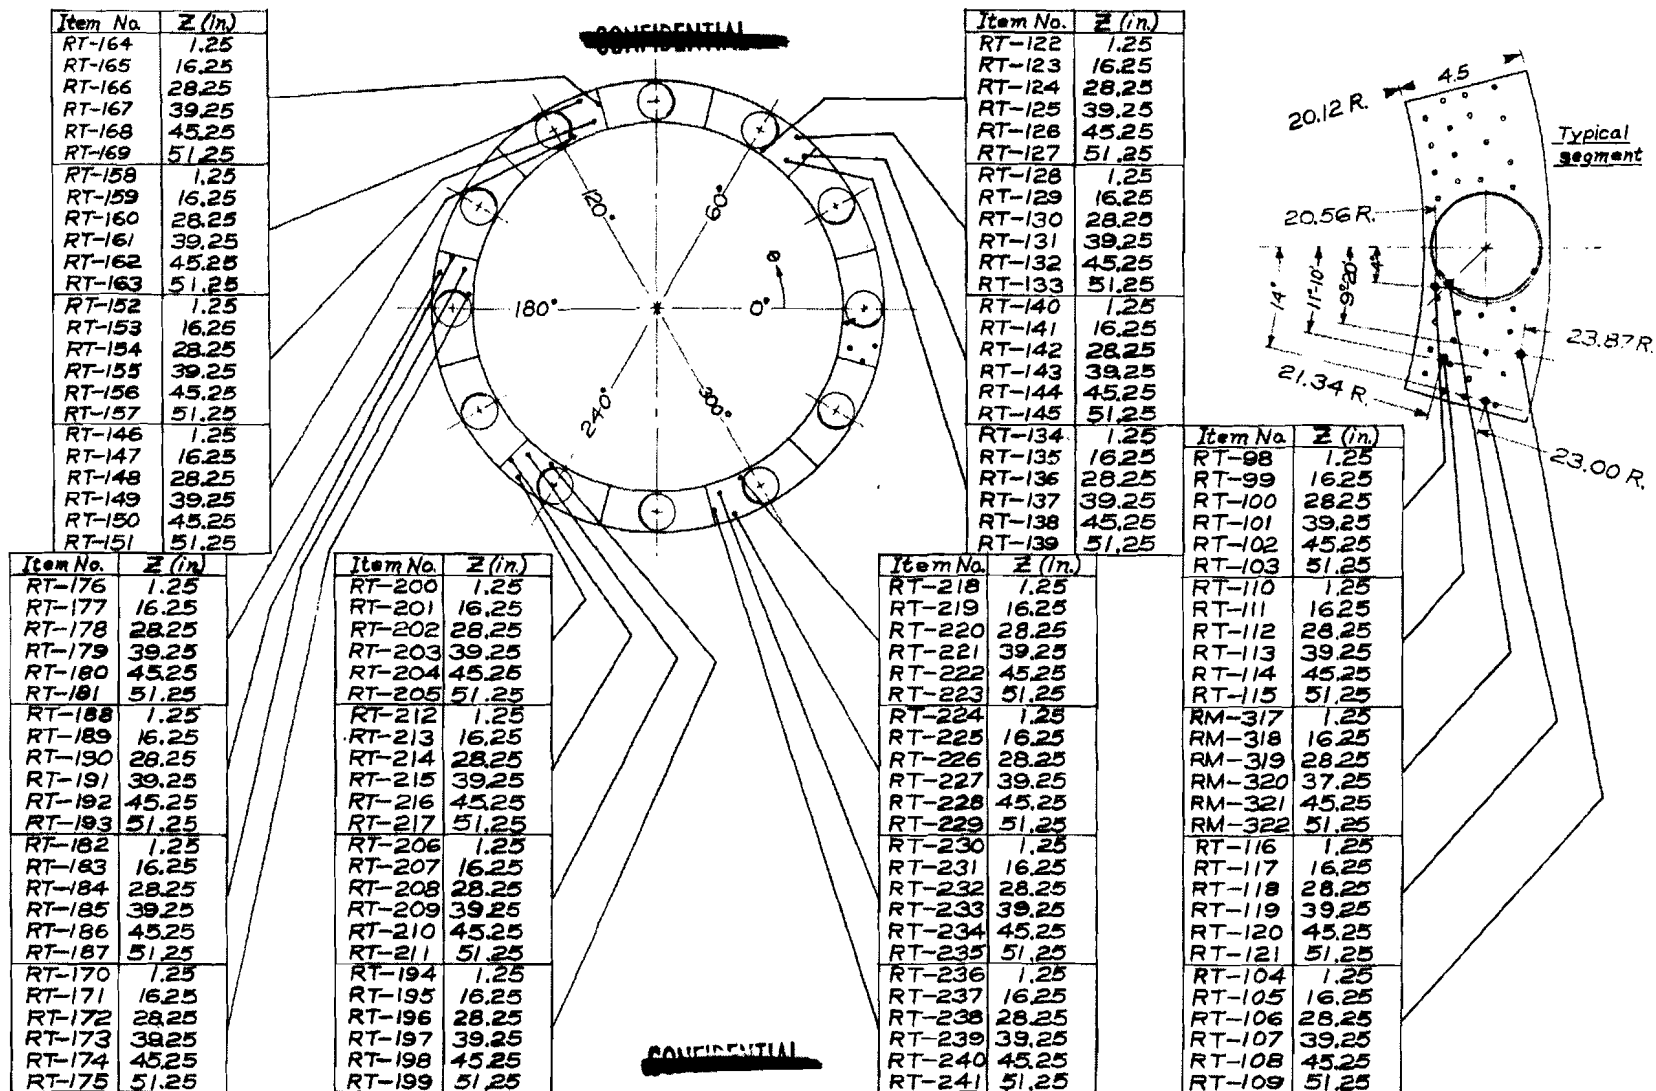 CONFIDENTIAL
Item No. Z (in.)
RT-164 1.25
RT-165 16.25
RT-166 28.25
RT-167 39.25
RT-168 45.25
RT-169 51.25
RT-158 1.25
RT-159 16.25
RT-160 28.25
RT-161 39.25
RT-162 45.25
RT-163 51.25
RT-152 1.25
RT-153 16.25
RT-154 28.25
RT-155 39.25
RT-156 45.25
RT-157 51.25
RT-146 1.25
RT-147 16.25
RT-148 28.25
RT-149 39.25
RT-150 45.25
RT-151 51.25
120°
60°
180°
0°
θ
240°
300°
Item No. Z (in.)
RT-122 1.25
RT-123 16.25
RT-124 28.25
RT-125 39.25
RT-126 45.25
RT-127 51.25
RT-128 1.25
RT-129 16.25
RT-130 28.25
RT-131 39.25
RT-132 45.25
RT-133 51.25
RT-140 1.25
RT-141 16.25
RT-142 28.25
RT-143 39.25
RT-144 45.25
RT-145 51.25
RT-134 1.25
RT-135 16.25
RT-136 28.25
RT-137 39.25
RT-138 45.25
RT-139 51.25
4.5
20.12 R.
Typical
segment
20.56 R.
14°
11°-10'
9°-20'
4°
23.87 R.
21.34 R.
23.00 R.
Item No. Z (in)
RT-176 1.25
RT-177 16.25
RT-178 28.25
RT-179 39.25
RT-180 45.25
RT-181 51.25
RT-188 1.25
RT-189 16.25
RT-190 28.25
RT-191 39.25
RT-192 45.25
RT-193 51.25
RT-182 1.25
RT-183 16.25
RT-184 28.25
RT-185 39.25
RT-186 45.25
RT-187 51.25
RT-170 1.25
RT-171 16.25
RT-172 28.25
RT-173 39.25
RT-174 45.25
RT-175 51.25
Item No. Z (in.)
RT-200 1.25
RT-201 16.25
RT-202 28.25
RT-203 39.25
RT-204 45.25
RT-205 51.25
RT-212 1.25
RT-213 16.25
RT-214 28.25
RT-215 39.25
RT-216 45.25
RT-217 51.25
RT-206 1.25
RT-207 16.25
RT-208 28.25
RT-209 39.25
RT-210 45.25
RT-211 51.25
RT-194 1.25
RT-195 16.25
RT-196 28.25
RT-197 39.25
RT-198 45.25
RT-199 51.25
Item No. Z (in.)
RT-218 1.25
RT-219 16.25
RT-220 28.25
RT-221 39.25
RT-222 45.25
RT-223 51.25
RT-224 1.25
RT-225 16.25
RT-226 28.25
RT-227 39.25
RT-228 45.25
RT-229 51.25
RT-230 1.25
RT-231 16.25
RT-232 28.25
RT-233 39.25
RT-234 45.25
RT-235 51.25
RT-236 1.25
RT-237 16.25
RT-238 28.25
RT-239 39.25
RT-240 45.25
RT-241 51.25
Item No Z (in.)
RT-98 1.25
RT-99 16.25
RT-100 28.25
RT-101 39.25
RT-102 45.25
RT-103 51.25
RT-110 1.25
RT-111 16.25
RT-112 28.25
RT-113 39.25
RT-114 45.25
RT-115 51.25
RM-317 1.25
RM-318 16.25
RM-319 28.25
RM-320 37.25
RM-321 45.25
RM-322 51.25
RT-116 1.25
RT-117 16.25
RT-118 28.25
RT-119 39.25
RT-120 45.25
RT-121 51.25
RT-104 1.25
RT-105 16.25
RT-106 28.25
RT-107 39.25
RT-108 45.25
RT-109 51.25
CONFIDENTIAL